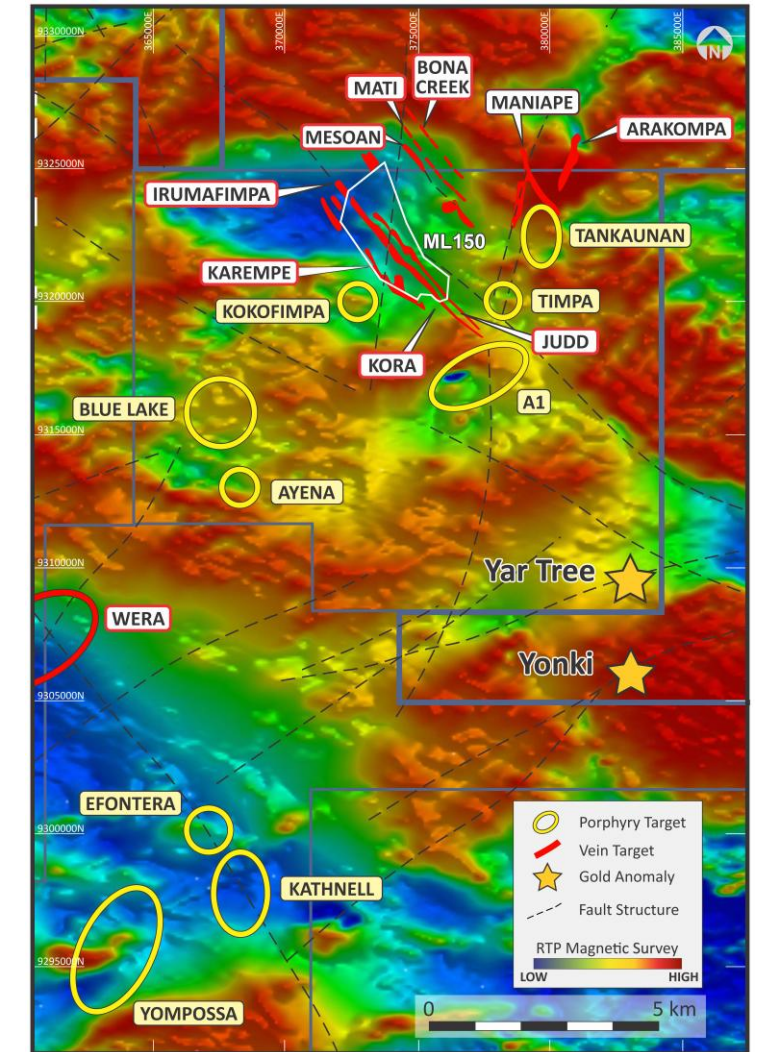 365000E
370000E
375000E
380000E
385000E
9330000N
N
BONA
CREEK
MATI
MANIAPE
MESOAN
ARAKOMPA
9325000N
IRUMAFIMPA
ML150
TANKAUNAN
KAREMPE
KOKOFIMPA
TIMPA
9320000N
JUDD
KORA
A1
BLUE LAKE
9315000N
AYENA
9310000N
Yar Tree
WERA
Yonki
9305000N
EFONTERA
9300000N
KATHNELL
9295000N
YOMPOSSA
Porphyry Target
Vein Target
Gold Anomaly
Fault Structure
RTP Magnetic Survey
LOW HIGH
0 5 km